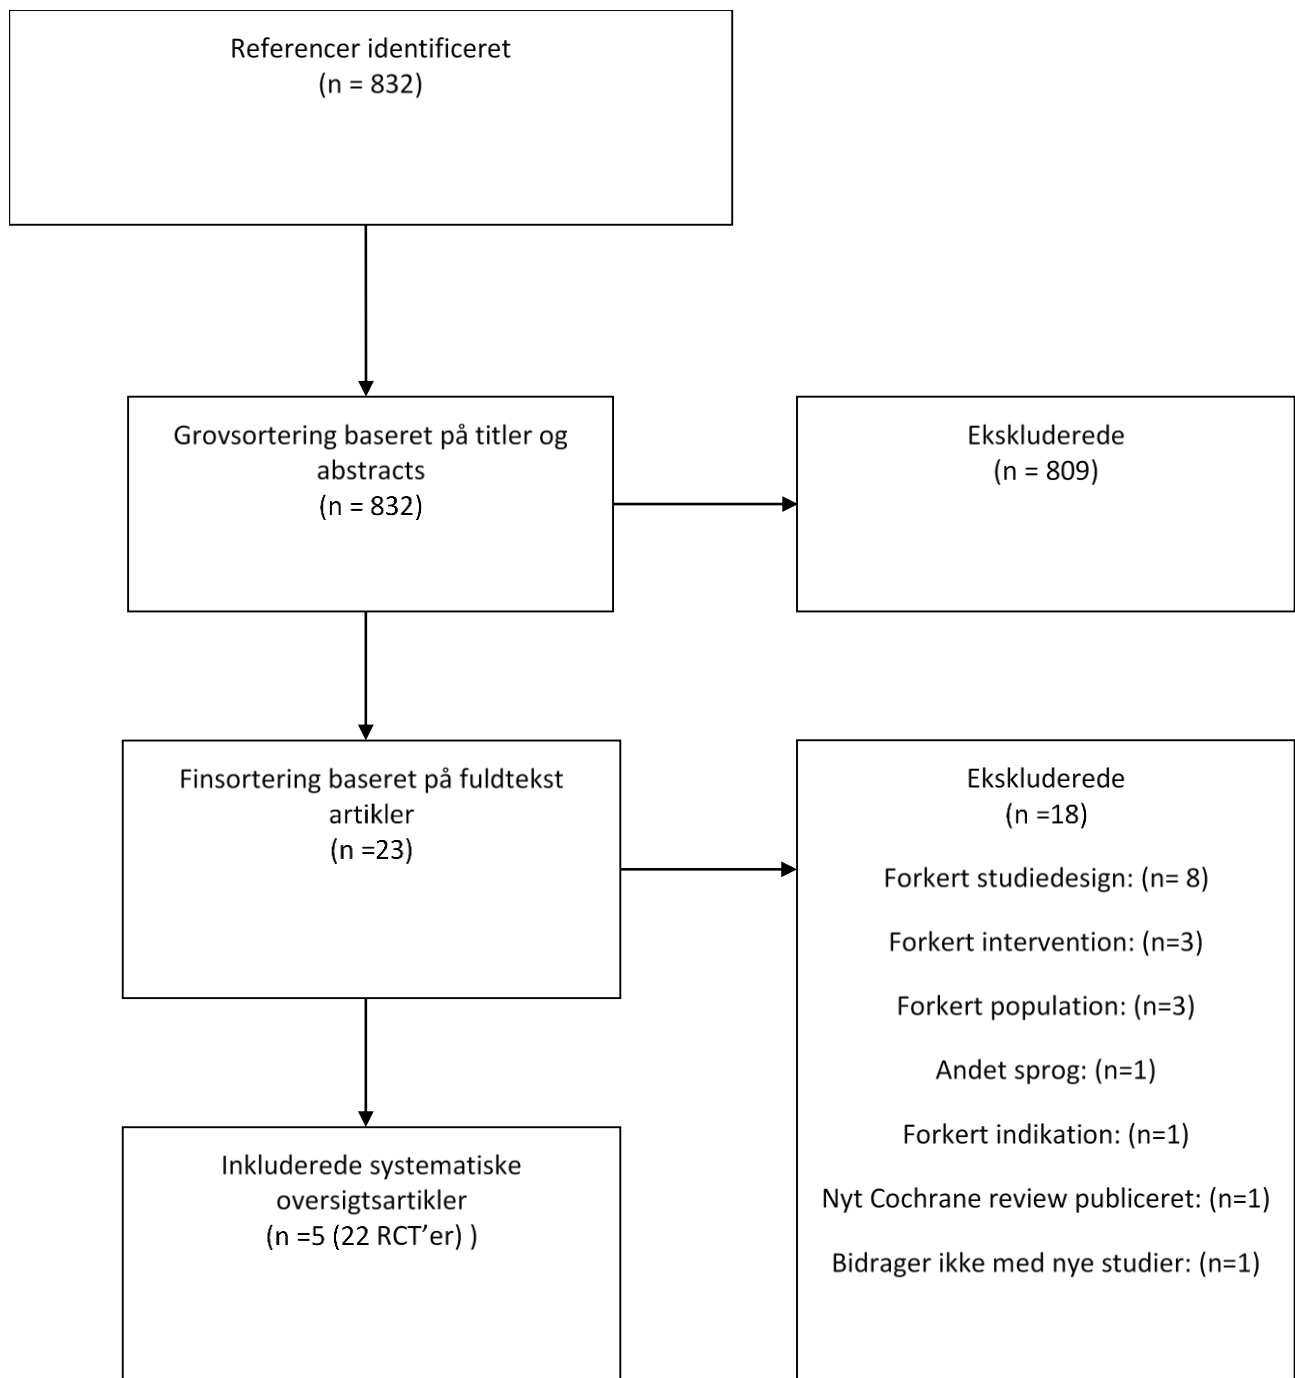 Referencer identificeret
(n = 832)
Grovsortering baseret på titler og
abstracts
(n = 832)
Ekskluderede
(n = 809)
Finsortering baseret på fuldtekst
artikler
(n =23)
Ekskluderede
(n =18)
Forkert studiedesign: (n= 8)
Forkert intervention: (n=3)
Forkert population: (n=3)
Andet sprog: (n=1)
Forkert indikation: (n=1)
Nyt Cochrane review publiceret: (n=1)
Bidrager ikke med nye studier: (n=1)
Inkluderede systematiske
oversigtsartikler
(n =5 (22 RCT’er) )